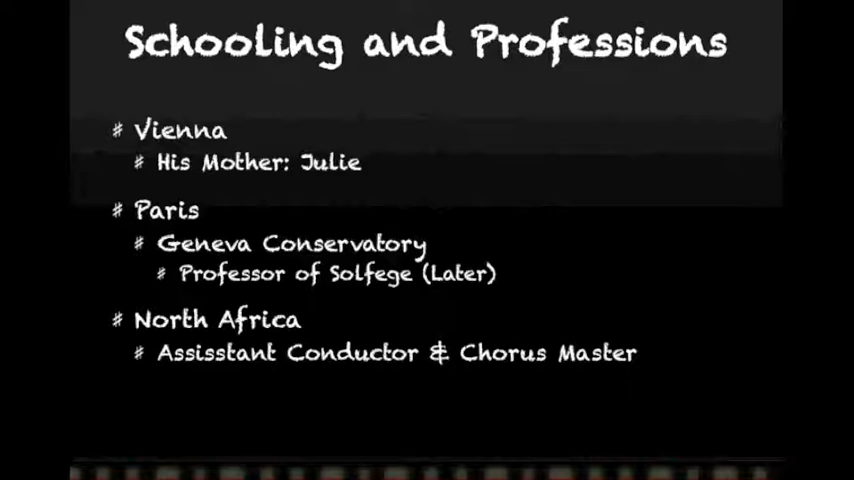 Schooling and Professions
# Vienna
# His Mother: Julie
# Paris
# Geneva Conservatory
# Professor of Solfege (Later)
# North Africa
# Assisstant Conductor & Chorus Master